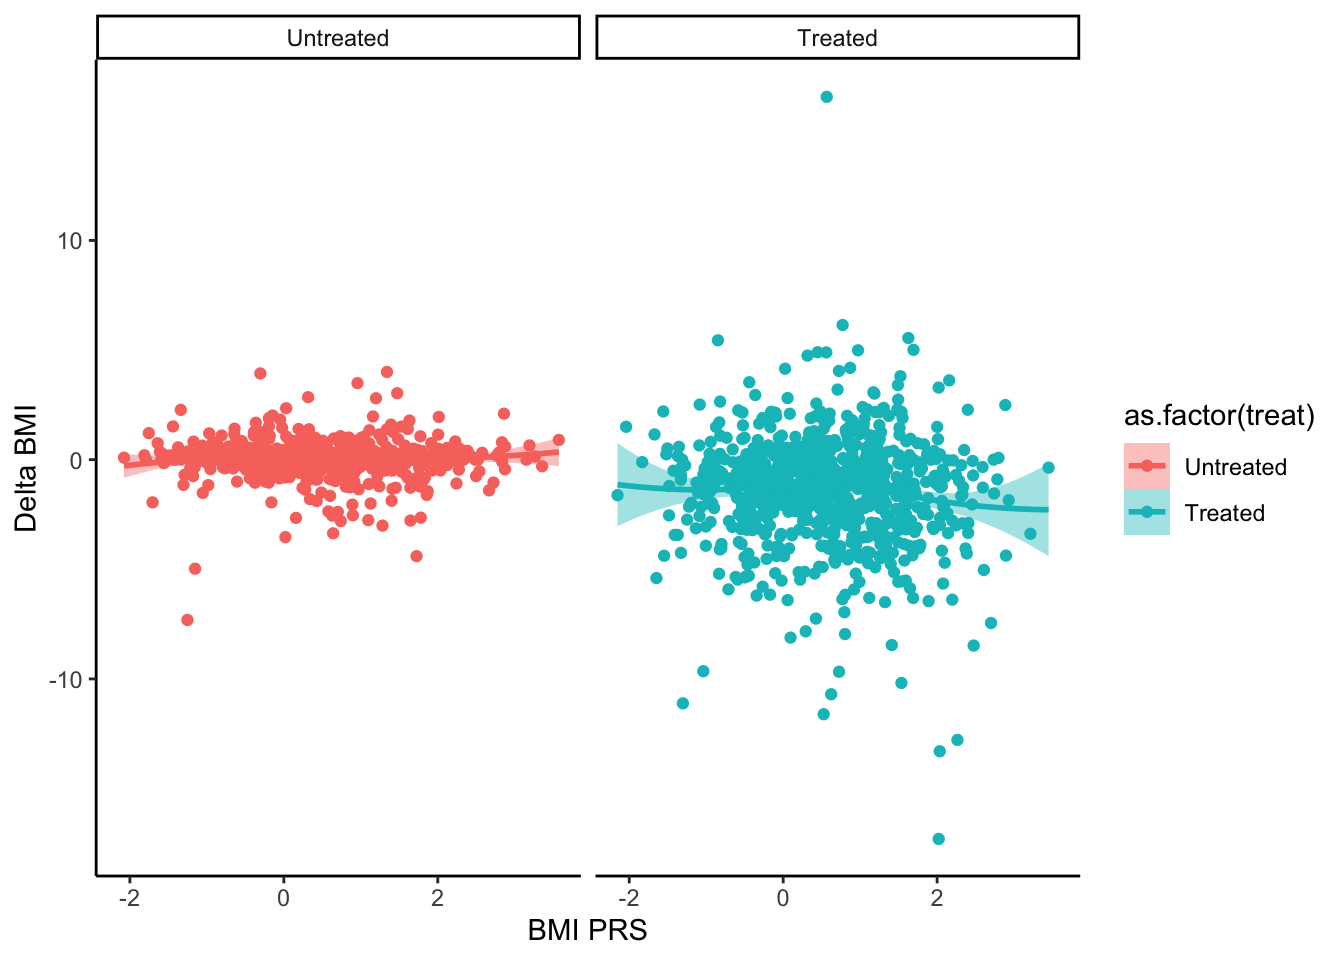 Untreated
Treated
10
0
-10
Delta BMI
-2
0
2
-2
0
2
BMI PRS
as.factor(treat)
Untreated
Treated